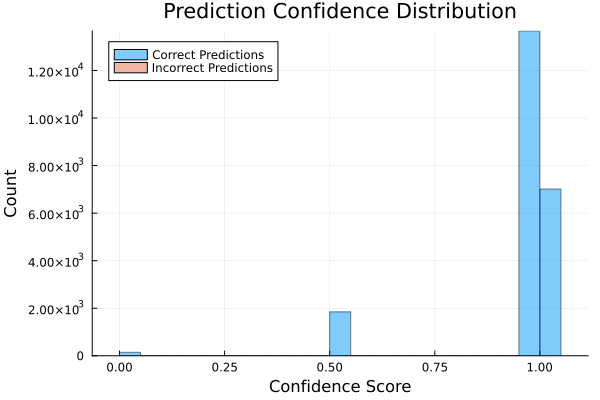 Prediction Confidence Distribution
Correct Predictions
Incorrect Predictions
1.20×10⁴
1.00×10⁴
8.00×10³
6.00×10³
4.00×10³
2.00×10³
0
Count
0.00 0.25 0.50 0.75 1.00
Confidence Score